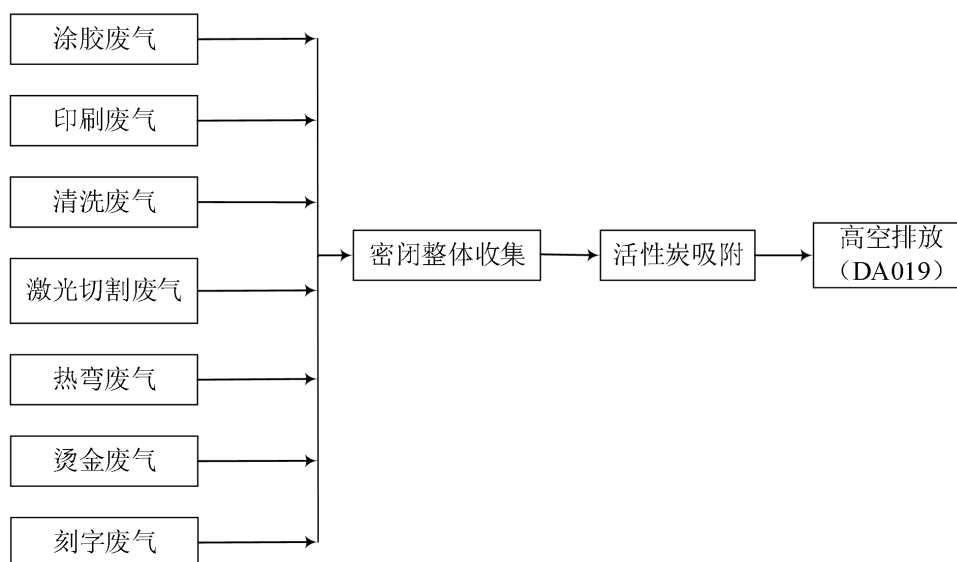 涂胶废气
印刷废气
清洗废气
激光切割废气
热弯废气
烫金废气
刻字废气
密闭整体收集
活性炭吸附
高空排放
（DA019）